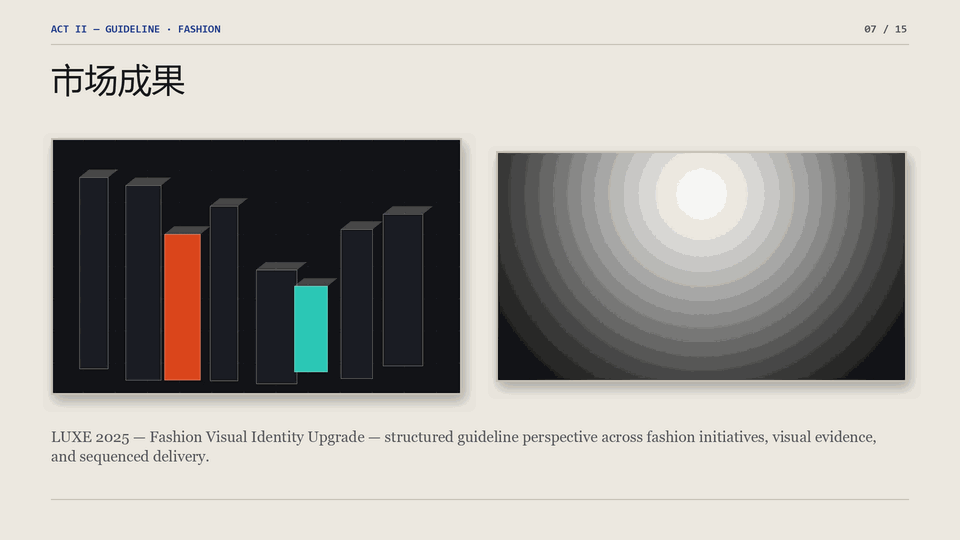 ACT II — GUIDELINE · FASHION
07 / 15
市场成果
LUXE 2025 — Fashion Visual Identity Upgrade — structured guideline perspective across fashion initiatives, visual evidence,
and sequenced delivery.